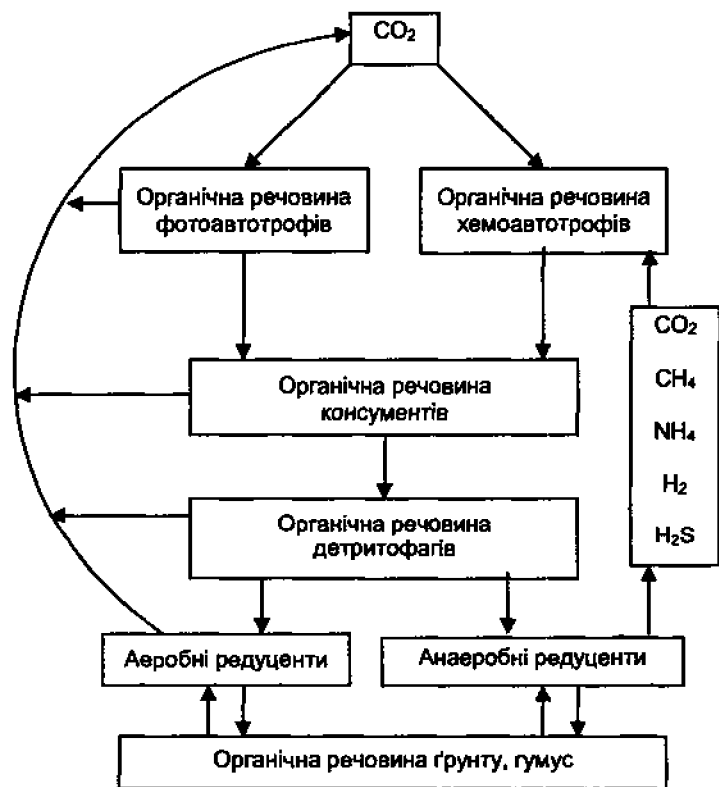 CO₂
Органічна речовина
фотоавтотрофів
Органічна речовина
хемоавтотрофів
CO₂
CH₄
NH₄
H₂
H₂S
Органічна речовина
консументів
Органічна речовина
детритофагів
Аеробні редуценти
Анаеробні редуценти
Органічна речовина ґрунту, гумус